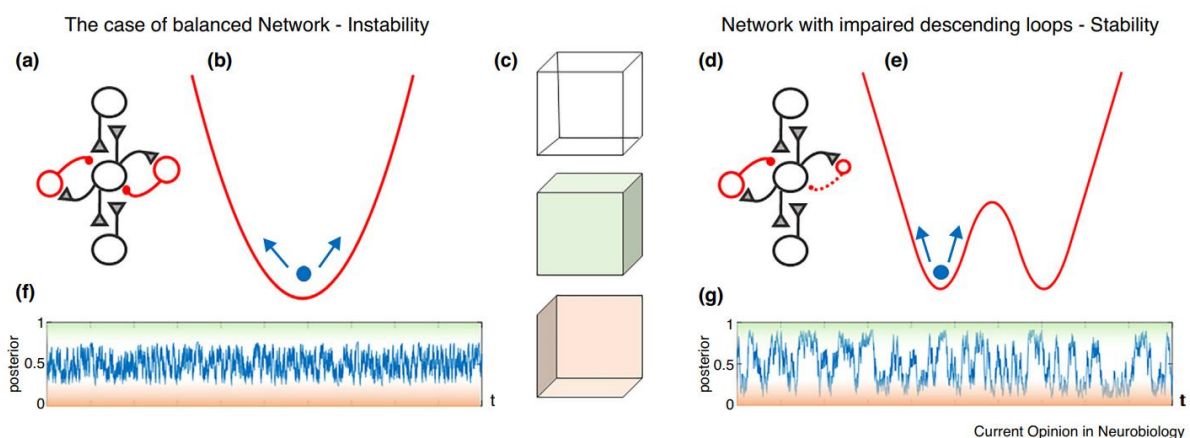 The case of balanced Network - Instability
Network with impaired descending loops - Stability
(a)
(b)
(c)
(d)
(e)
(f)
1
0.5
0
posterior
t
(g)
1
0.5
0
posterior
t
Current Opinion in Neurobiology